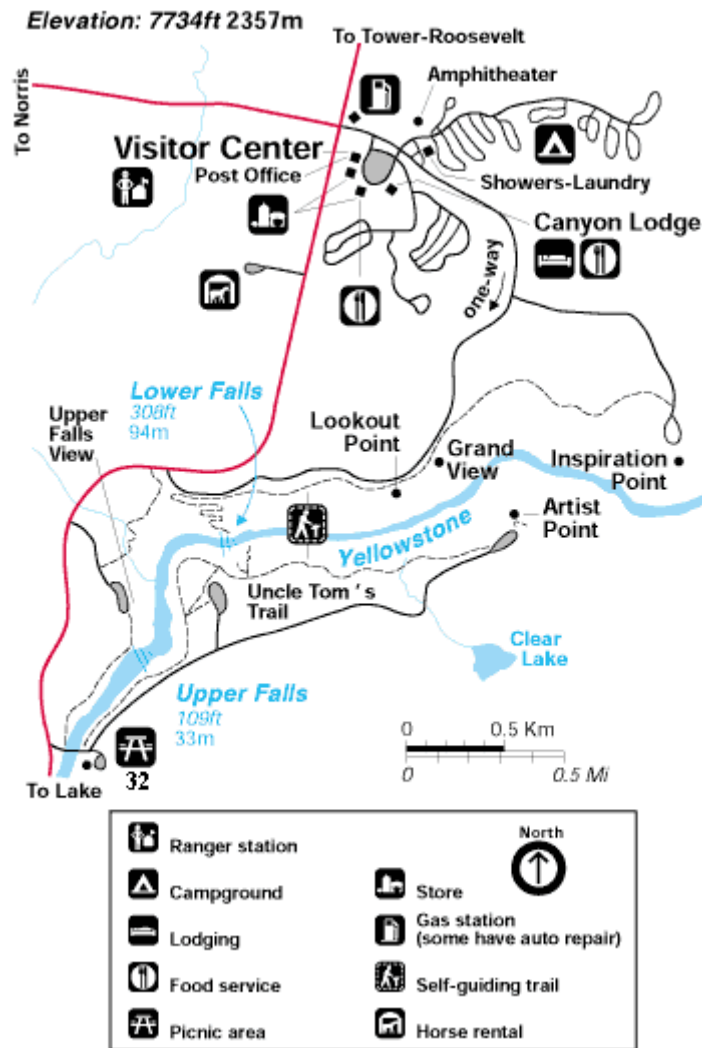 Elevation: 7734ft 2357m
To Tower-Roosevelt
To Norris
Amphitheater
Visitor Center
Post Office
Showers-Laundry
Canyon Lodge
one-way
Lower Falls
308ft
94m
Upper
Falls
View
Lookout
Point
Grand
View
Inspiration
Point
Artist
Point
Yellowstone
Uncle Tom 's
Trail
Clear
Lake
Upper Falls
109ft
33m
0 0.5 Km
0 0.5 Mi
32
To Lake
North
Ranger station
Campground
Store
Lodging
Gas station
(some have auto repair)
Food service
Self-guiding trail
Picnic area
Horse rental